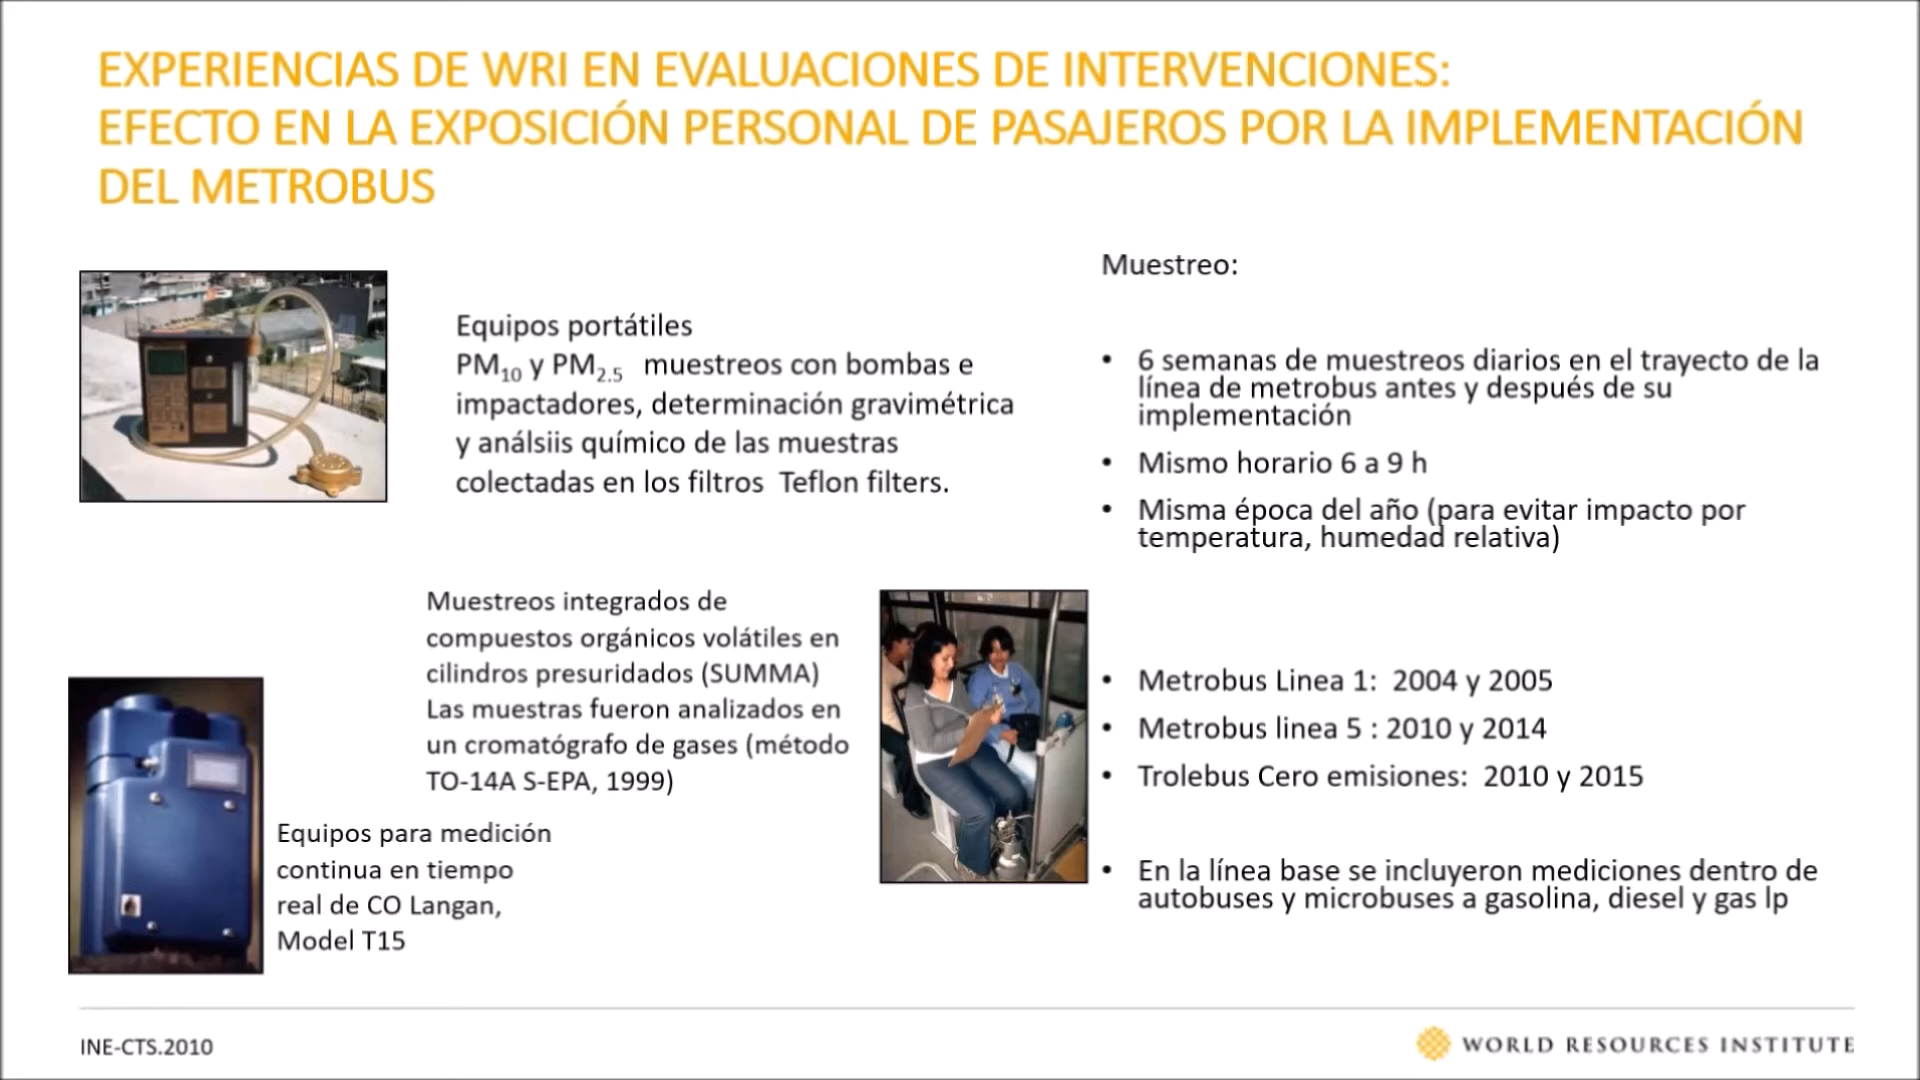 EXPERIENCIAS DE WRI EN EVALUACIONES DE INTERVENCIONES:
EFECTO EN LA EXPOSICIÓN PERSONAL DE PASAJEROS POR LA IMPLEMENTACIÓN
DEL METROBUS
Equipos portátiles
PM10 y PM2.5 muestreos con bombas e
impactadores, determinación gravimétrica
y análsiis químico de las muestras
colectadas en los filtros Teflon filters.
Muestreos integrados de
compuestos orgánicos volátiles en
cilindros presuridados (SUMMA)
Las muestras fueron analizados en
un cromatógrafo de gases (método
TO-14A S-EPA, 1999)
Equipos para medición
continua en tiempo
real de CO Langan,
Model T15
Muestreo:
• 6 semanas de muestreos diarios en el trayecto de la
línea de metrobus antes y después de su
implementación
• Mismo horario 6 a 9 h
• Misma época del año (para evitar impacto por
temperatura, humedad relativa)
• Metrobus Linea 1: 2004 y 2005
• Metrobus linea 5 : 2010 y 2014
• Trolebus Cero emisiones: 2010 y 2015
• En la línea base se incluyeron mediciones dentro de
autobuses y microbuses a gasolina, diesel y gas lp
INE-CTS.2010
WORLD RESOURCES INSTITUTE